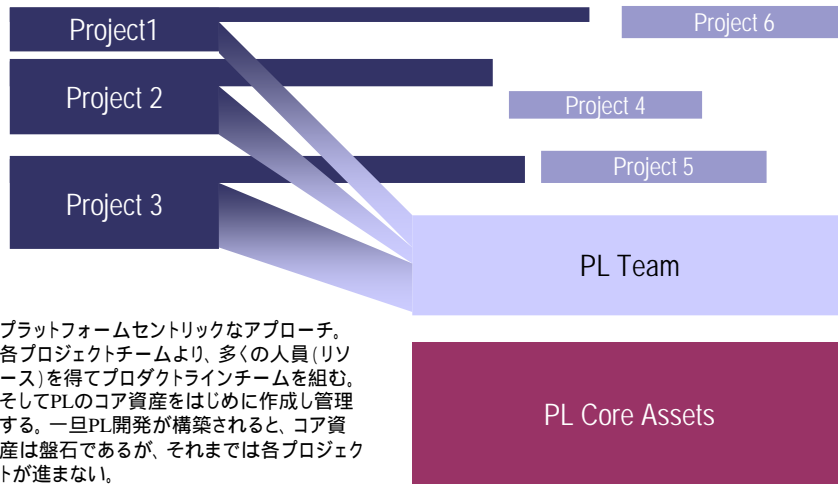 Project1
Project 6
Project 2
Project 4
Project 5
Project 3
PL Team
プラットフォームセントリックなアプローチ。
各プロジェクトチームより、多くの人員(リソ
ース)を得てプロダクトラインチームを組む。
そしてPLのコア資産をはじめに作成し管理
する。一旦PL開発が構築されると、コア資
産は盤石であるが、それまでは各プロジェク
トが進まない。
PL Core Assets